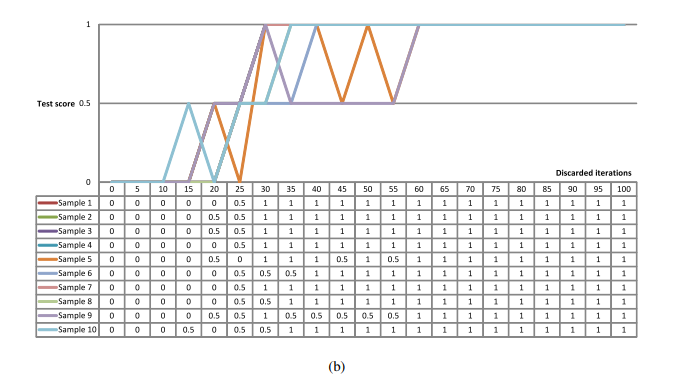 1
Test score 0.5
Discarded iterations
0
0 5 10 15 20 25 30 35 40 45 50 55 60 65 70 75 80 85 90 95 100
Sample 1 0 0 0 0 0 0.5 1 1 1 1 1 1 1 1 1 1 1 1 1 1 1
Sample 2 0 0 0 0 0.5 0.5 1 1 1 1 1 1 1 1 1 1 1 1 1 1 1
Sample 3 0 0 0 0 0.5 0.5 1 1 1 1 1 1 1 1 1 1 1 1 1 1 1
Sample 4 0 0 0 0 0 0.5 1 1 1 1 1 1 1 1 1 1 1 1 1 1 1
Sample 5 0 0 0 0 0.5 0 1 1 1 0.5 1 0.5 1 1 1 1 1 1 1 1 1
Sample 6 0 0 0 0 0 0.5 0.5 0.5 1 1 1 1 1 1 1 1 1 1 1 1 1
Sample 7 0 0 0 0 0 0.5 1 1 1 1 1 1 1 1 1 1 1 1 1 1 1
Sample 8 0 0 0 0 0 0.5 0.5 1 1 1 1 1 1 1 1 1 1 1 1 1 1
Sample 9 0 0 0 0 0.5 0.5 1 0.5 0.5 0.5 0.5 0.5 1 1 1 1 1 1 1 1 1
Sample 10 0 0 0 0.5 0 0.5 0.5 1 1 1 1 1 1 1 1 1 1 1 1 1 1
(b)